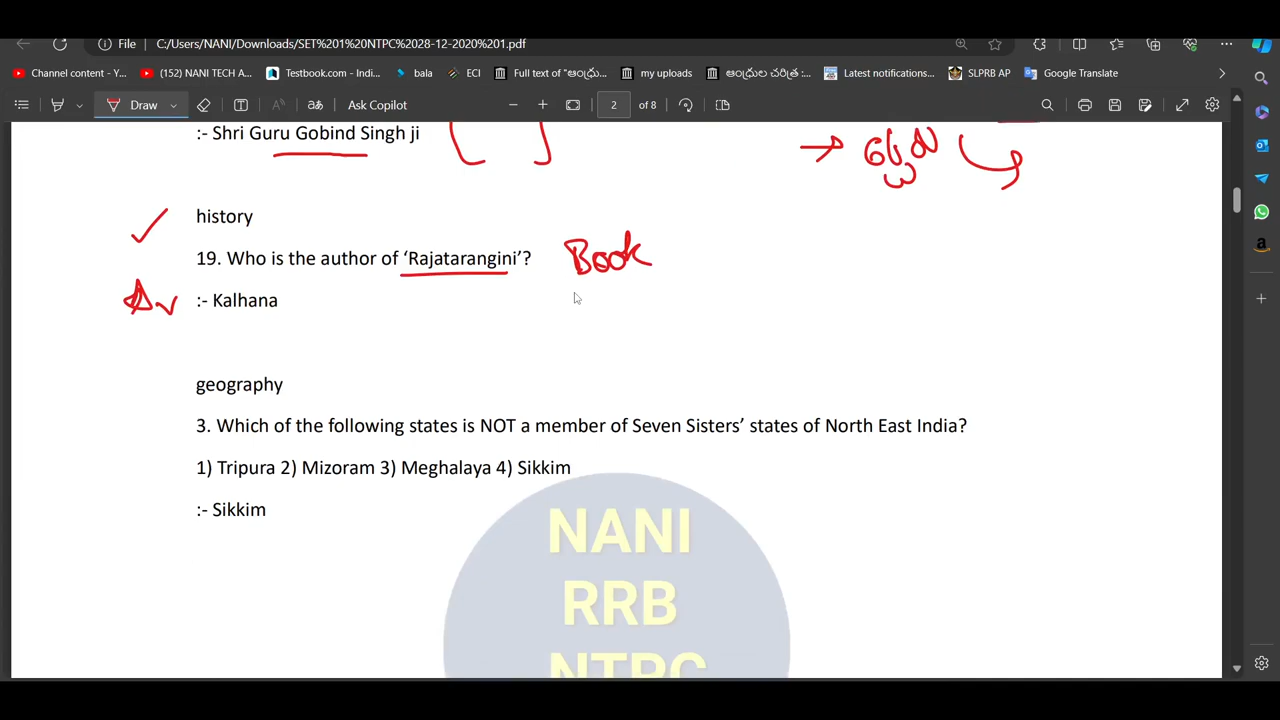 File C:/Users/NANI/Downloads/SET%201%20NTPC%2028-12-2020%201.pdf
Channel content - Y... (152) NANI TECH A... Testbook.com - Indi... bala ECI Full text of "ఆంధ్రు... my uploads ఆంధ్రుల చరిత్ర :... Latest notifications... SLPRB AP Google Translate
Draw Ask Copilot 2 of 8
:- Shri Guru Gobind Singh ji
history
19. Who is the author of ‘Rajatarangini’? Book
:- Kalhana
geography
3. Which of the following states is NOT a member of Seven Sisters’ states of North East India?
1) Tripura 2) Mizoram 3) Meghalaya 4) Sikkim
:- Sikkim
NANI
RRB
NTPC